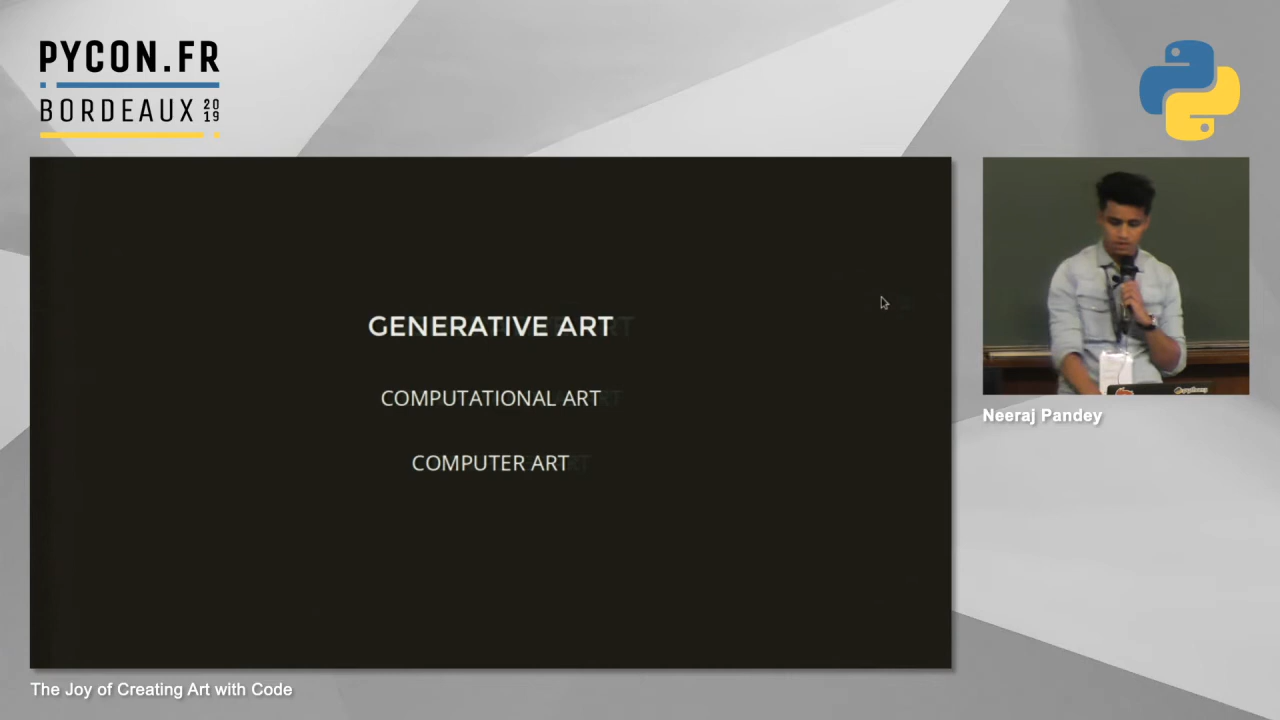 PYCON.FR
BORDEAUX 2019
GENERATIVE ART
COMPUTATIONAL ART
COMPUTER ART
Neeraj Pandey
The Joy of Creating Art with Code